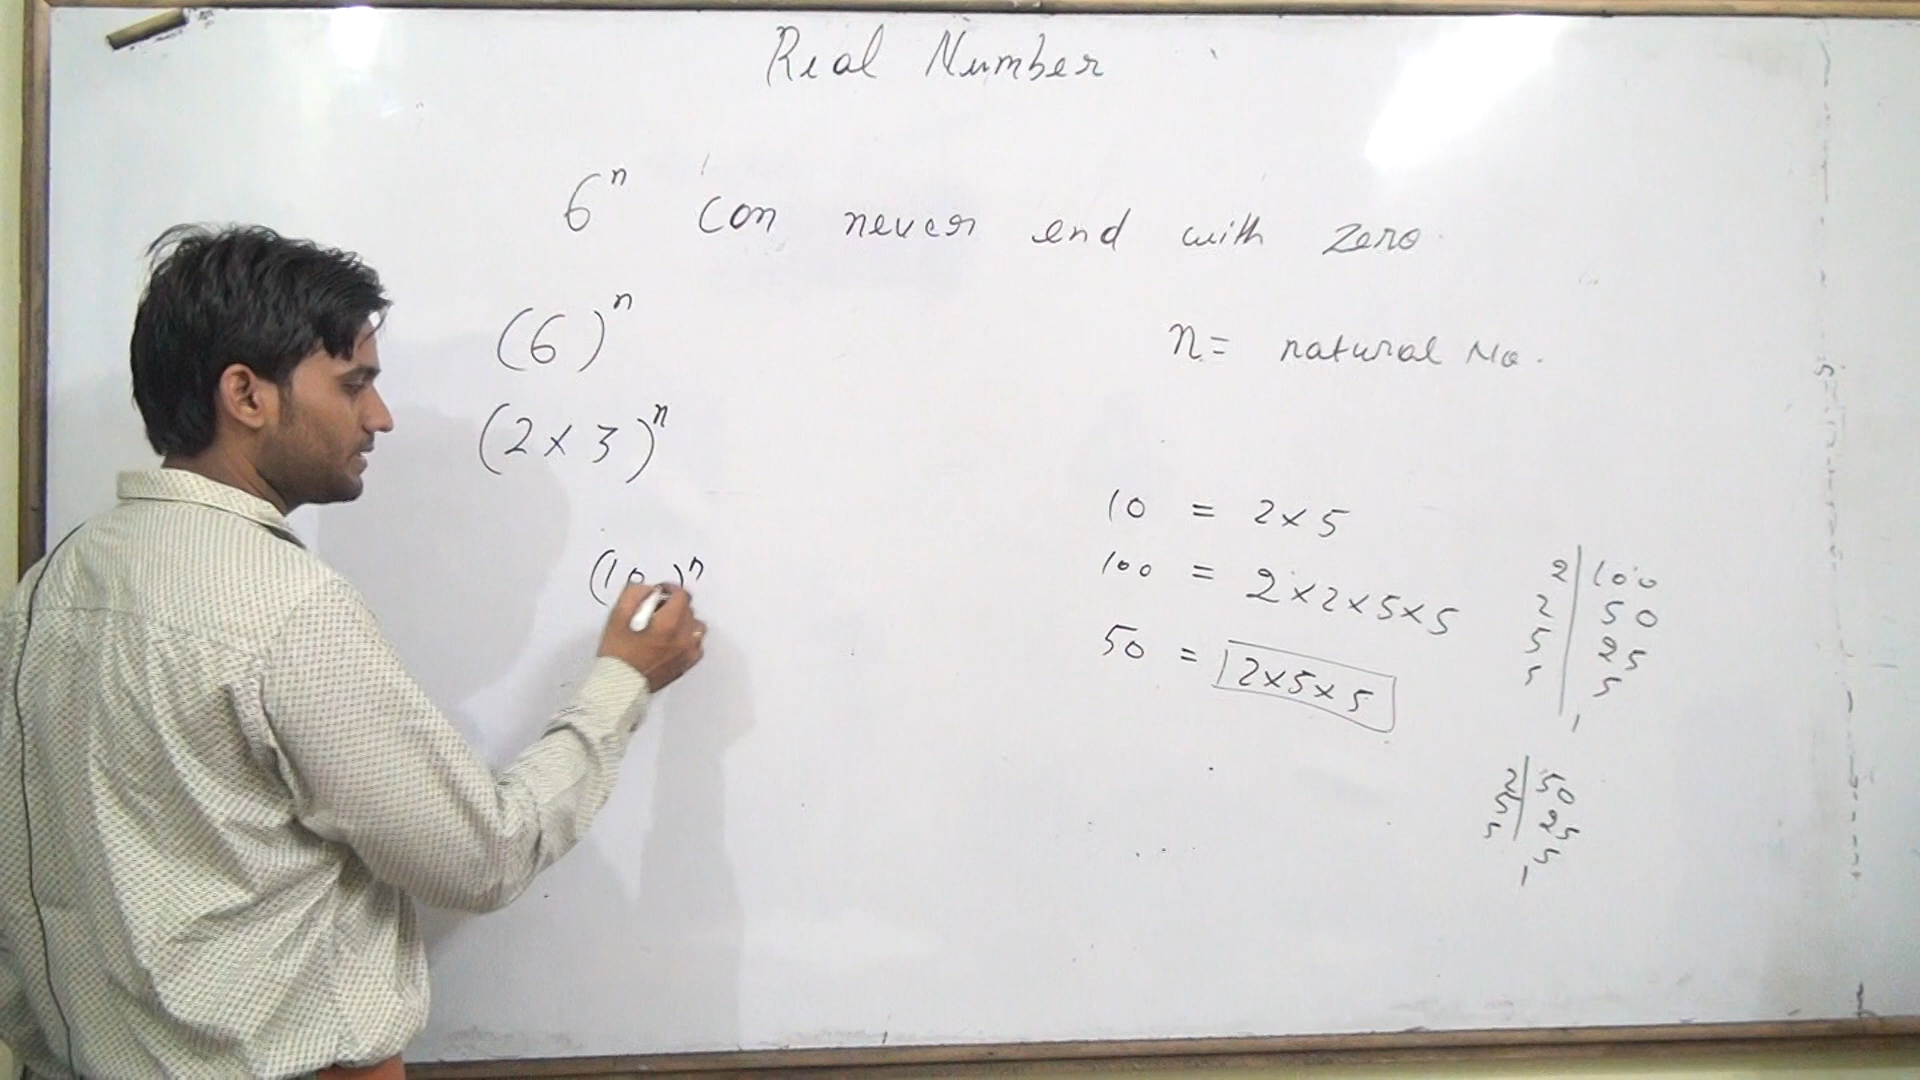 Real Number
6ⁿ can never end with zero.
(6)ⁿ
n = natural No.
(2 × 3)ⁿ
10 = 2 × 5
(10)ⁿ
100 = 2 × 2 × 5 × 5
50 = 2 × 5 × 5
2 | 100
2 | 50
5 | 25
5 | 5
1
2 | 50
5 | 25
5 | 5
1